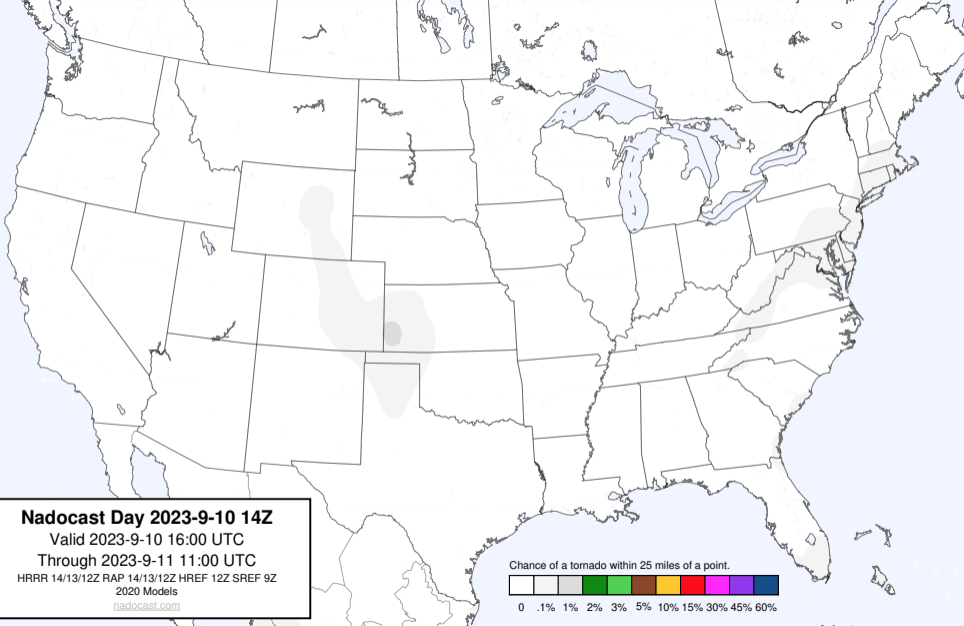 Nadocast Day 2023-9-10 14Z
Valid 2023-9-10 16:00 UTC
Through 2023-9-11 11:00 UTC
HRRR 14/13/12Z RAP 14/13/12Z HREF 12Z SREF 9Z
2020 Models
nadocast.com
Chance of a tornado within 25 miles of a point.
0 .1% 1% 2% 3% 5% 10% 15% 30% 45% 60%